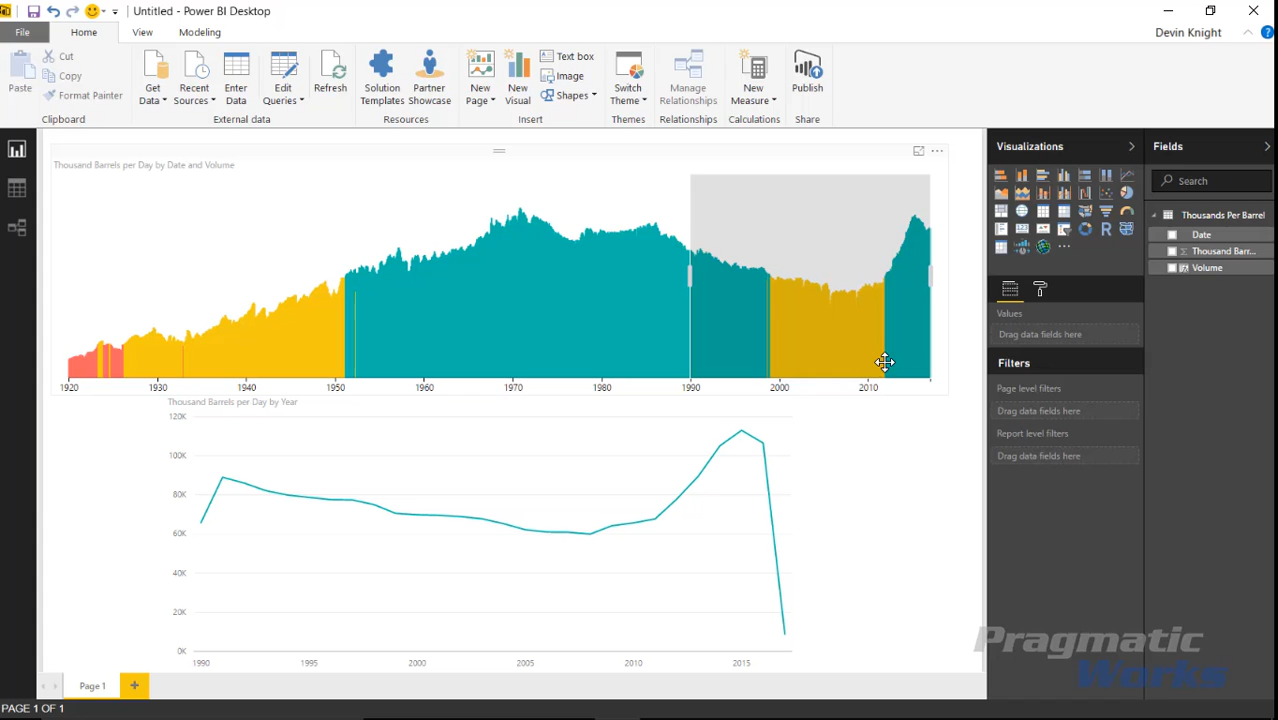 Untitled - Power BI Desktop
File
Home
View
Modeling
Devin Knight
Paste
Cut
Copy
Format Painter
Clipboard
Get
Data
Recent
Sources
Enter
Data
Edit
Queries
Refresh
External data
Solution
Templates
Partner
Showcase
Resources
New
Page
New
Visual
Text box
Image
Shapes
Insert
Switch
Theme
Themes
Manage
Relationships
Relationships
New
Measure
Calculations
Publish
Share
Thousand Barrels per Day by Date and Volume
1920 1930 1940 1950 1960 1970 1980 1990 2000 2010
Thousand Barrels per Day by Year
120K
100K
80K
60K
40K
20K
0K
1990 1995 2000 2005 2010 2015
Visualizations
R
Values
Drag data fields here
Filters
Page level filters
Drag data fields here
Report level filters
Drag data fields here
Fields
Search
Thousands Per Barrel
Date
Thousand Barr...
Volume
Pragmatic
Works
Page 1
PAGE 1 OF 1